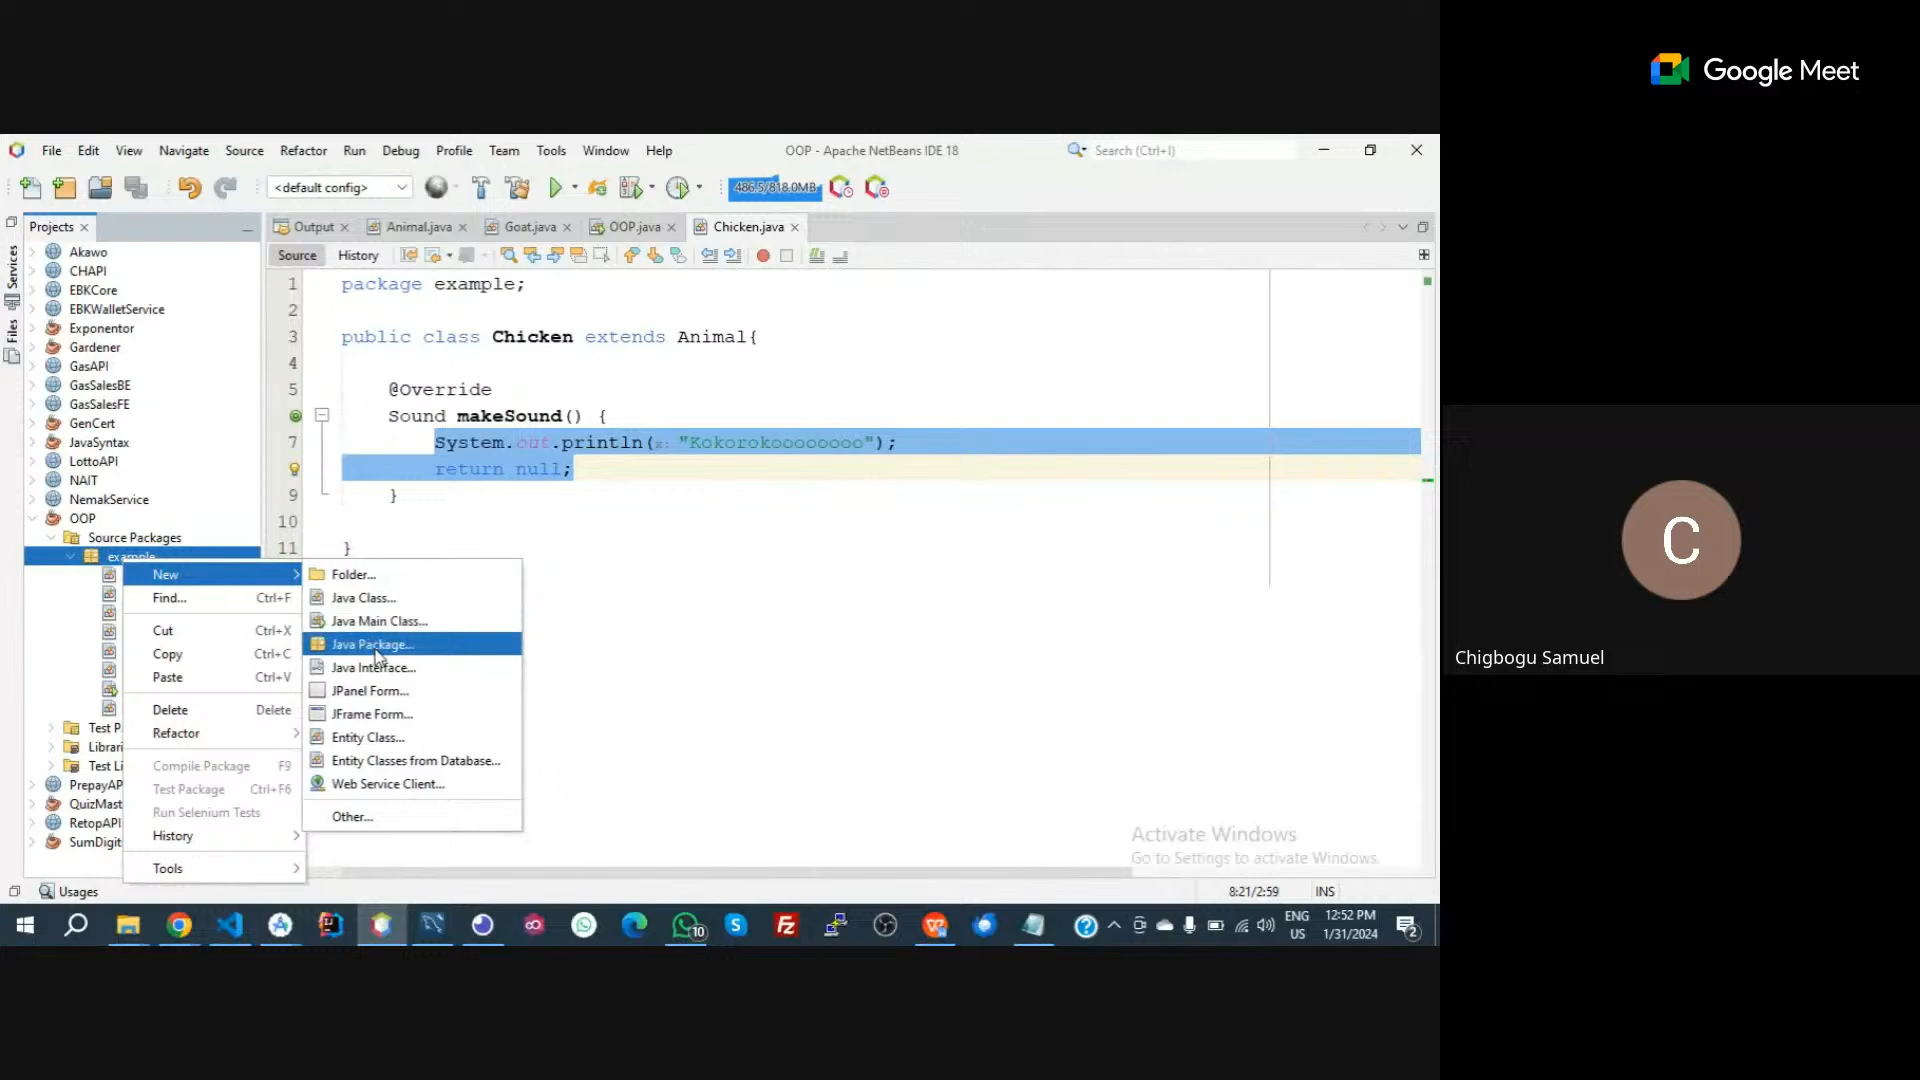 Google Meet
File Edit View Navigate Source Refactor Run Debug Profile Team Tools Window Help
OOP - Apache NetBeans IDE 18
Search (Ctrl+I)
<default config>
486.5/818.0MB
Projects
Output Animal.java Goat.java OOP.java Chicken.java
Source History
Services
Files
Akawo
CHAPI
EBKCore
EBKWalletService
Exponentor
Gardener
GasAPI
GasSalesBE
GasSalesFE
GenCert
JavaSyntax
LottoAPI
NAIT
NemakService
OOP
Source Packages
example
Test P
Librari
Test Li
PrepayAP
QuizMast
RetopAPI
SumDigit
1 package example;
2
3 public class Chicken extends Animal{
4
5 @Override
Sound makeSound() {
7 System.out.println(x: "Kokorokoooooooo");
return null;
9 }
10
11 }
New
Find... Ctrl+F
Cut Ctrl+X
Copy Ctrl+C
Paste Ctrl+V
Delete Delete
Refactor
Compile Package F9
Test Package Ctrl+F6
Run Selenium Tests
History
Tools
Folder...
Java Class...
Java Main Class...
Java Package...
Java Interface...
JPanel Form...
JFrame Form...
Entity Class...
Entity Classes from Database...
Web Service Client...
Other...
Activate Windows
Go to Settings to activate Windows.
Usages
8:21/2:59 INS
10
ENG
US
12:52 PM
1/31/2024
2
C
Chigbogu Samuel